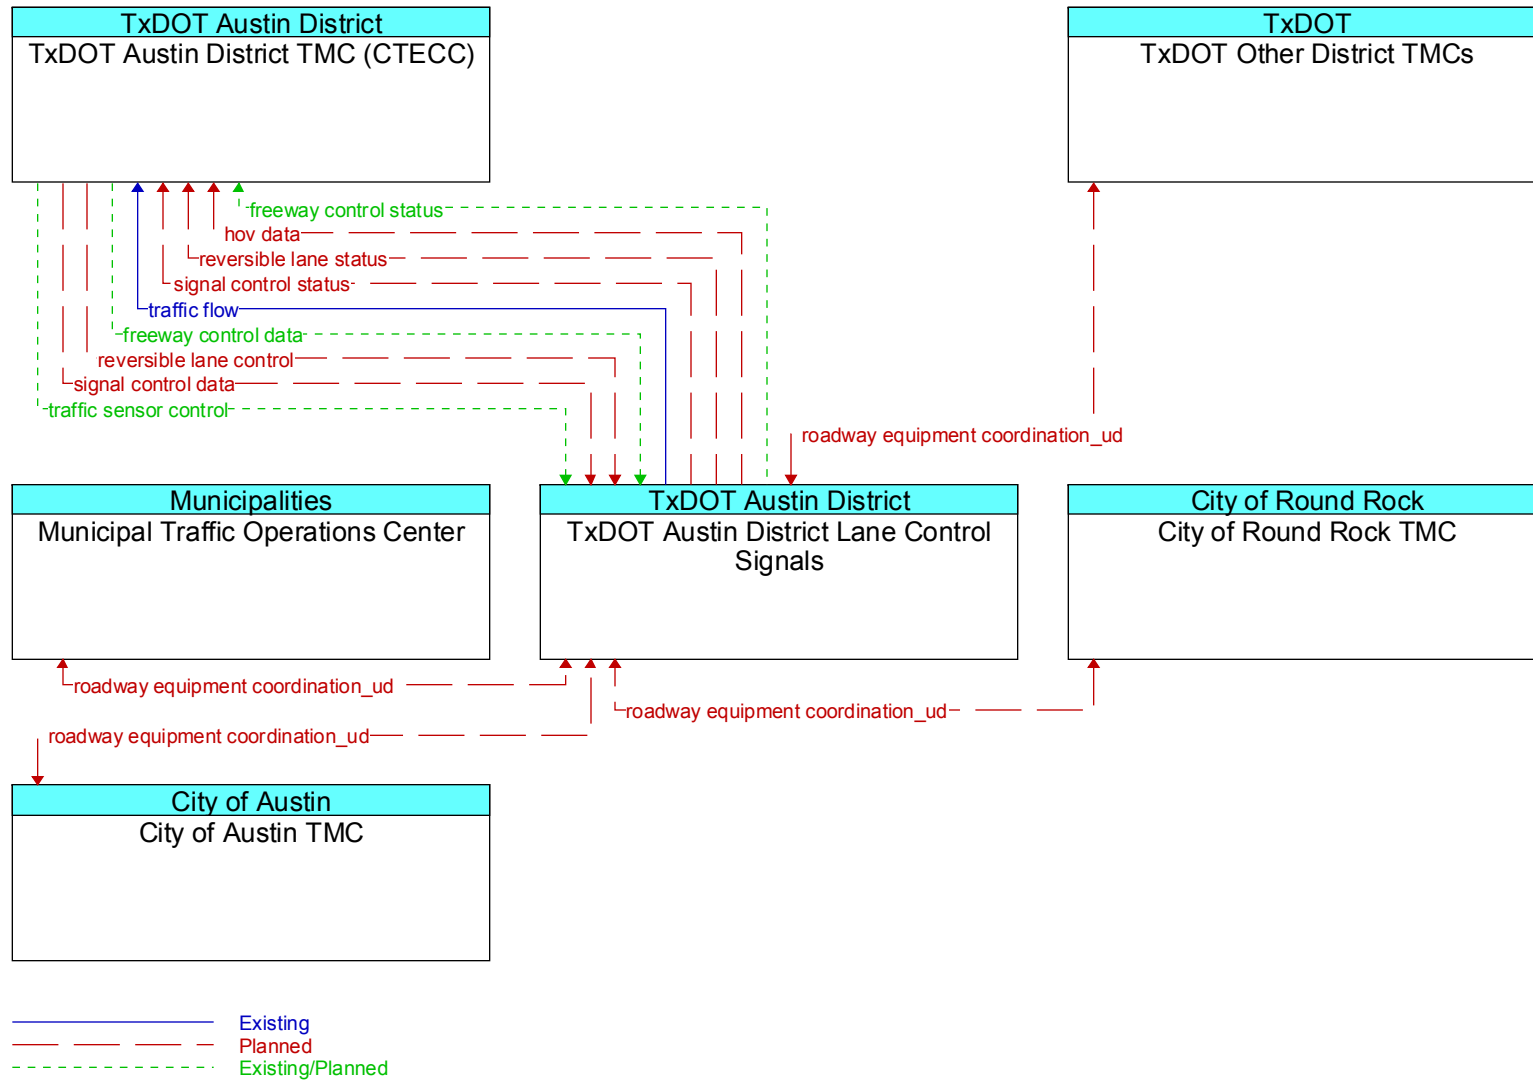 TxDOT Austin District
TxDOT Austin District TMC (CTECC)
TxDOT
TxDOT Other District TMCs
freeway control status
hov data
reversible lane status
signal control status
traffic flow
freeway control data
reversible lane control
signal control data
traffic sensor control
roadway equipment coordination_ud
Municipalities
Municipal Traffic Operations Center
TxDOT Austin District
TxDOT Austin District Lane Control
Signals
City of Round Rock
City of Round Rock TMC
roadway equipment coordination_ud
roadway equipment coordination_ud
roadway equipment coordination_ud
City of Austin
City of Austin TMC
Existing
Planned
Existing/Planned